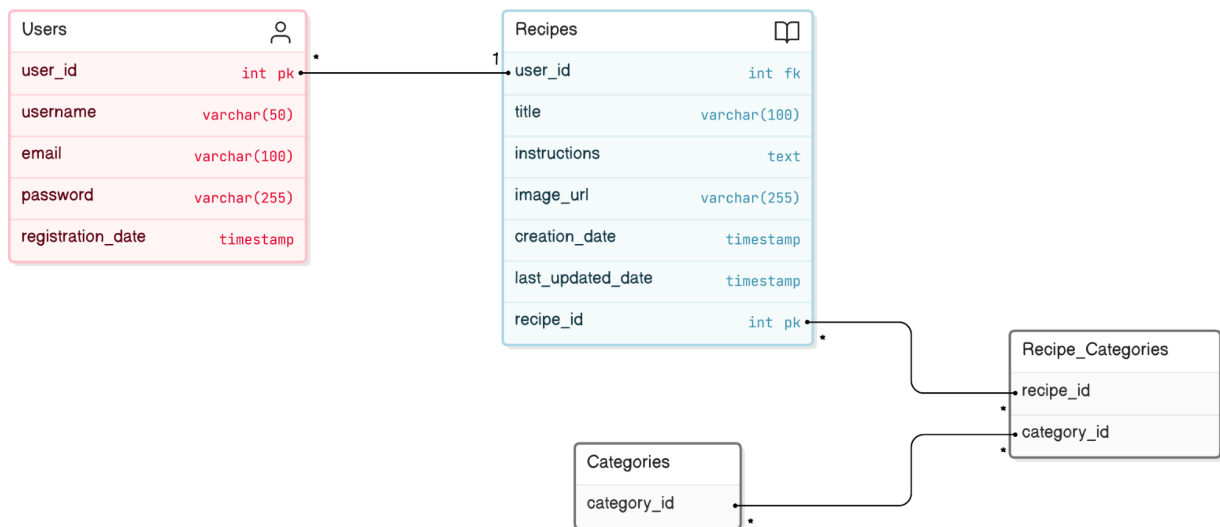 Users
user_id int pk
username varchar(50)
email varchar(100)
password varchar(255)
registration_date timestamp
* 1
Recipes
user_id int fk
title varchar(100)
instructions text
image_url varchar(255)
creation_date timestamp
last_updated_date timestamp
recipe_id int pk
*
Recipe_Categories
recipe_id
*
category_id
*
Categories
category_id
*